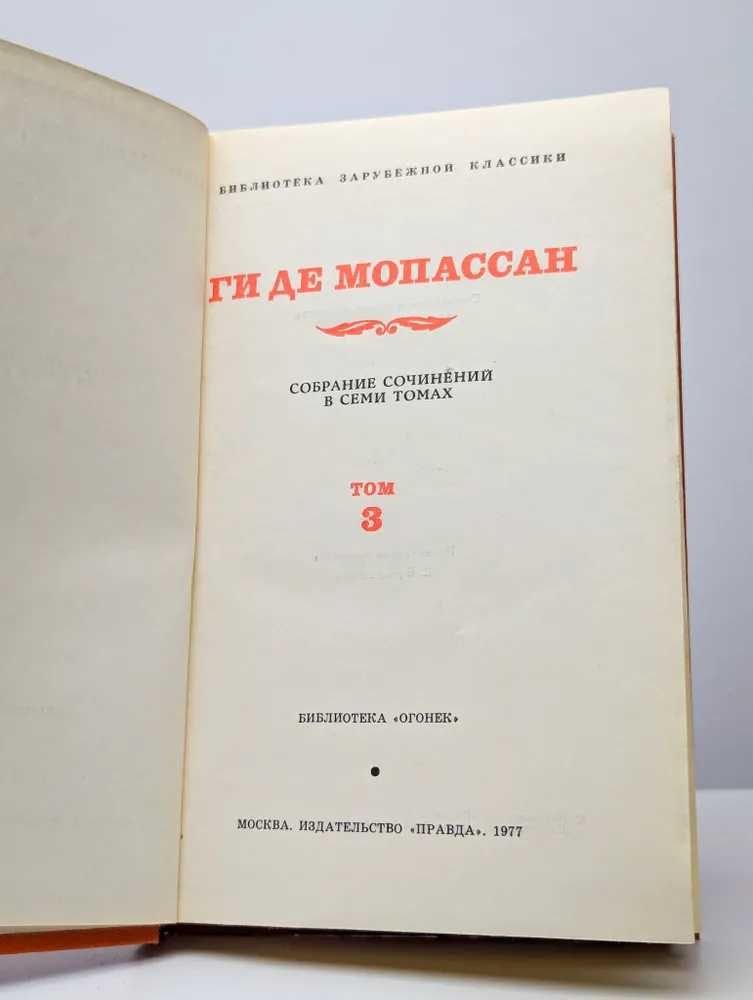 БИБЛИОТЕКА ЗАРУБЕЖНОЙ КЛАССИКИ
ГИ ДЕ МОПАССАН
СОБРАНИЕ СОЧИНЕНИЙ
В СЕМИ ТОМАХ
ТОМ
3
БИБЛИОТЕКА «ОГОНЕК»
МОСКВА. ИЗДАТЕЛЬСТВО «ПРАВДА». 1977